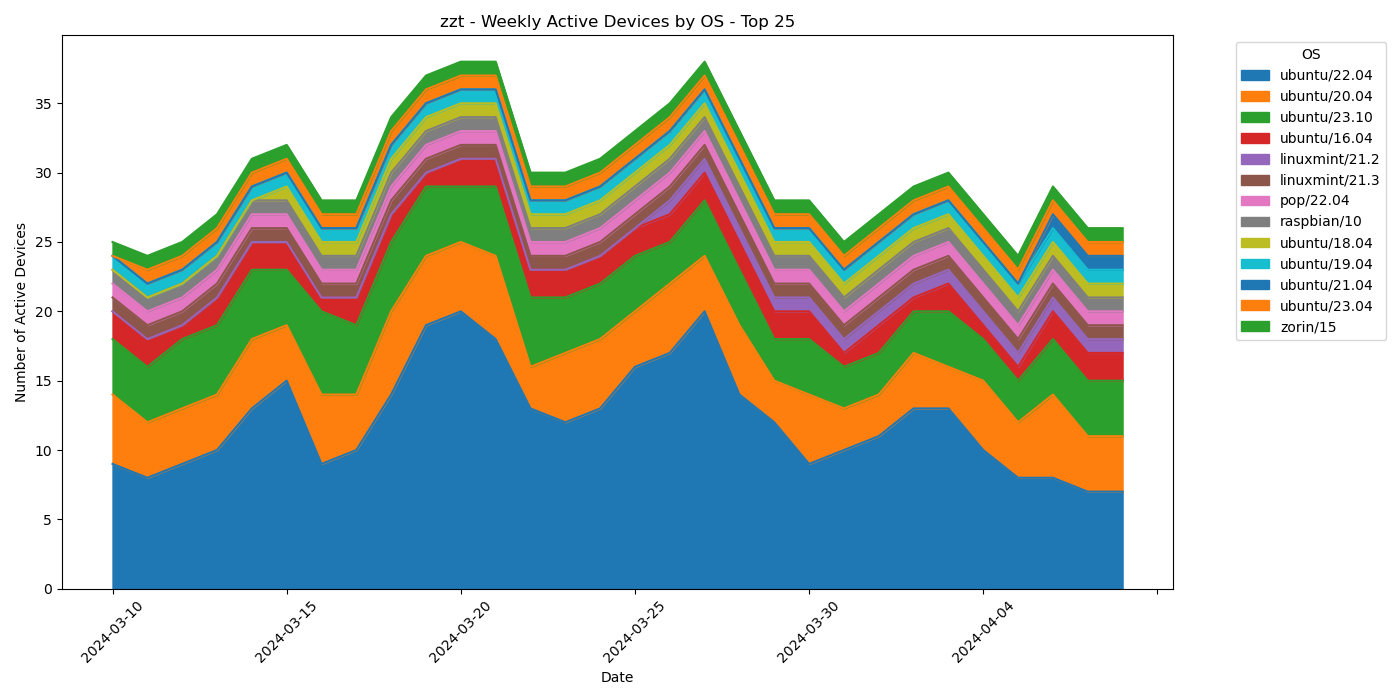 zzt - Weekly Active Devices by OS - Top 25
Number of Active Devices
35
30
25
20
15
10
5
0
2024-03-10
2024-03-15
2024-03-20
2024-03-25
2024-03-30
2024-04-04
Date
OS
ubuntu/22.04
ubuntu/20.04
ubuntu/23.10
ubuntu/16.04
linuxmint/21.2
linuxmint/21.3
pop/22.04
raspbian/10
ubuntu/18.04
ubuntu/19.04
ubuntu/21.04
ubuntu/23.04
zorin/15